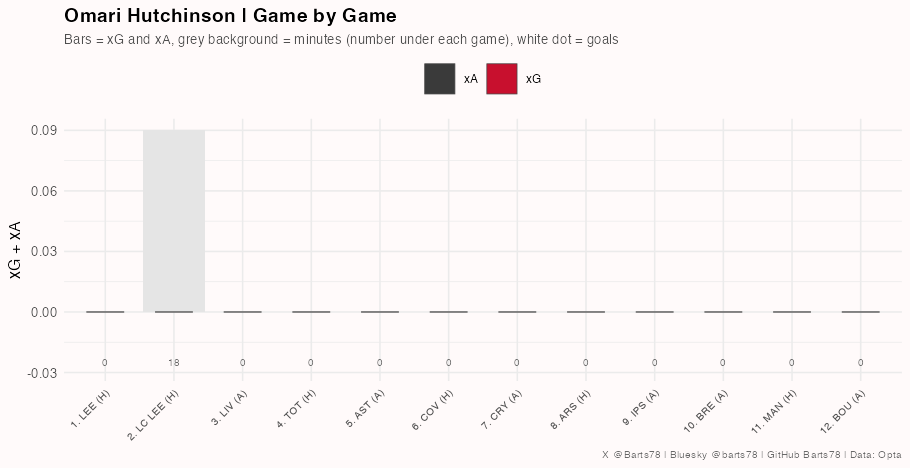 Omari Hutchinson | Game by Game
Bars = xG and xA, grey background = minutes (number under each game), white dot = goals
xA xG
xG + xA
0.09
0.06
0.03
0.00
-0.03
0 18 0 0 0 0 0 0 0 0 0 0
1. LEE (H)
2. LC LEE (H)
3. LIV (A)
4. TOT (H)
5. AST (A)
6. COV (H)
7. CRY (A)
8. ARS (H)
9. IPS (A)
10. BRE (A)
11. MAN (H)
12. BOU (A)
X @Barts78 | Bluesky @barts78 | GitHub Barts78 | Data: Opta